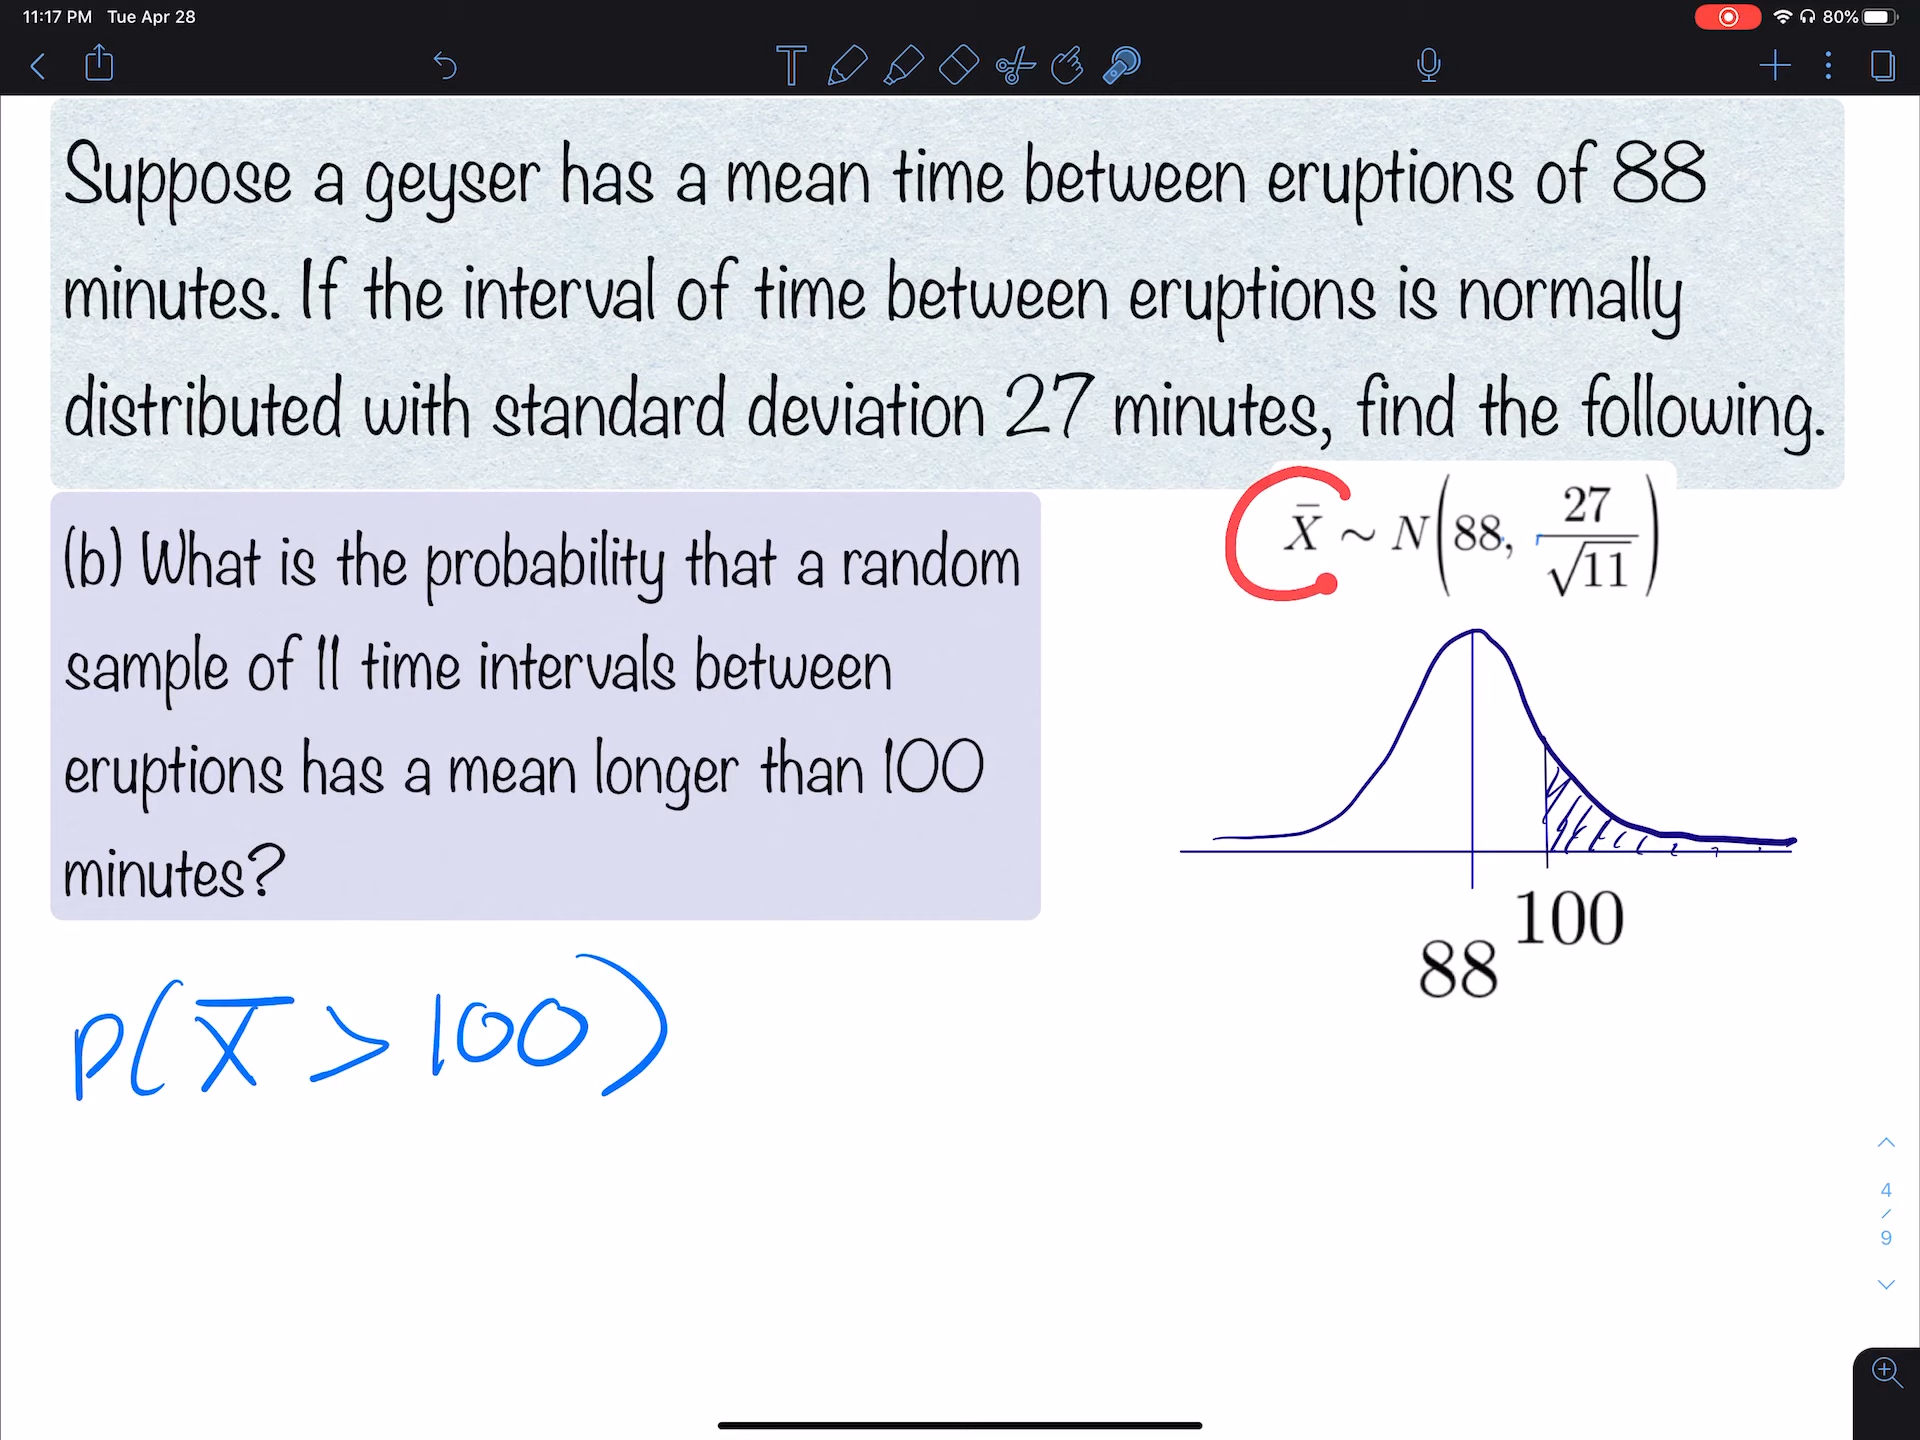 11:17 PM Tue Apr 28
80%
T
Suppose a geyser has a mean time between eruptions of 88
minutes. If the interval of time between eruptions is normally
distributed with standard deviation 27 minutes, find the following.
(b) What is the probability that a random
sample of 11 time intervals between
eruptions has a mean longer than 100
minutes?
X̄ ~ N(88, 27/√11)
100
88
P(X̄ > 100)
4
/
9